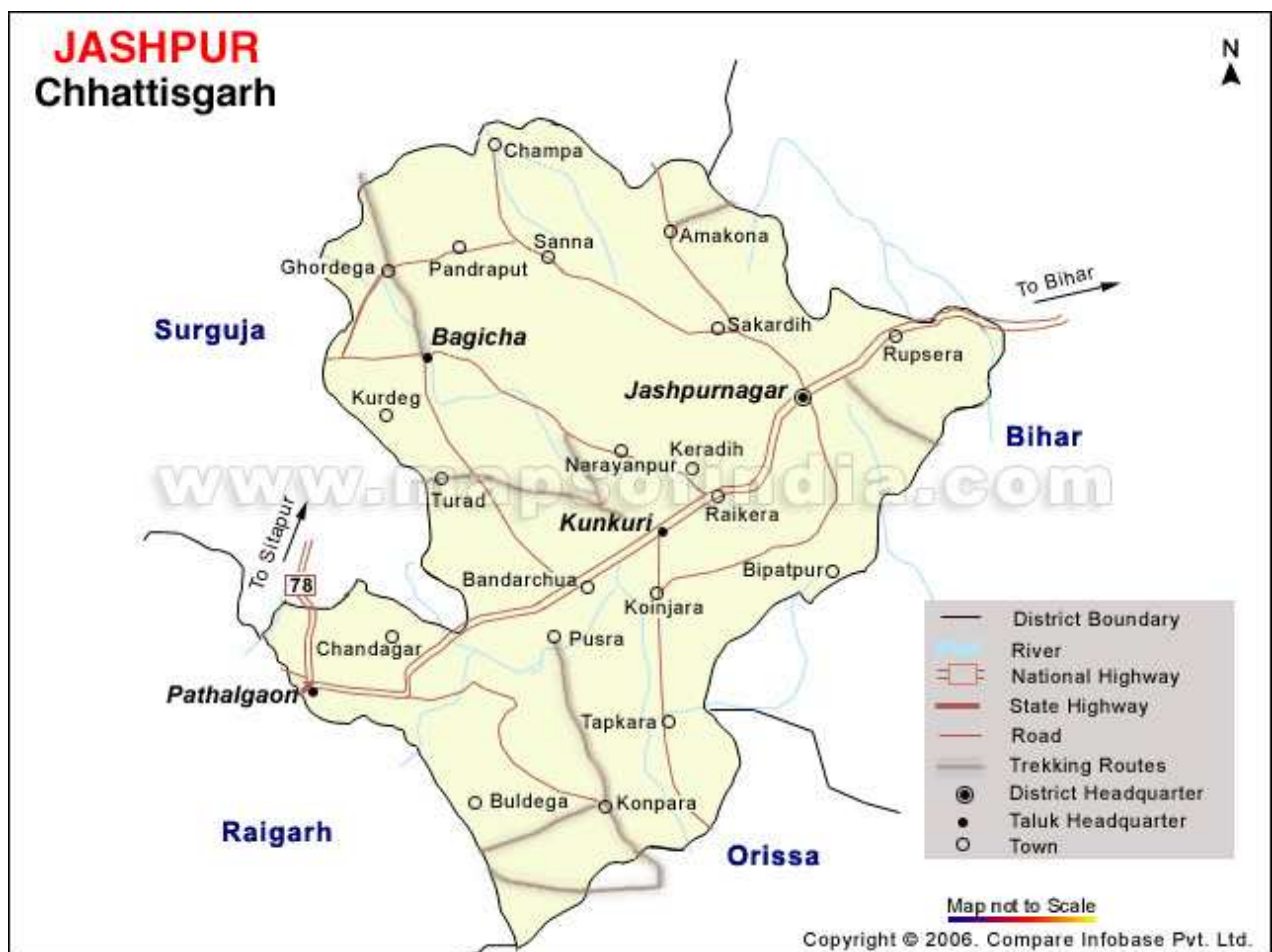 JASHPUR
Chhattisgarh
N
Champa
Amakona
Sanna
Pandraput
Ghordega
To Bihar
Surguja
Bagicha
Sakardih
Rupsera
Jashpurnagar
Kurdeg
Bihar
Keradih
Narayanpur
www.mapsofindia.com
Turad
Raikera
Kunkuri
To Sitapur
78
Bandarchua
Bipatpur
Koinjara
Chandagar
Pusra
Pathalgaon
Tapkara
Buldega
Konpara
Raigarh
Orissa
District Boundary
River
National Highway
State Highway
Road
Trekking Routes
District Headquarter
Taluk Headquarter
Town
Map not to Scale
Copyright © 2006. Compare Infobase Pvt. Ltd.